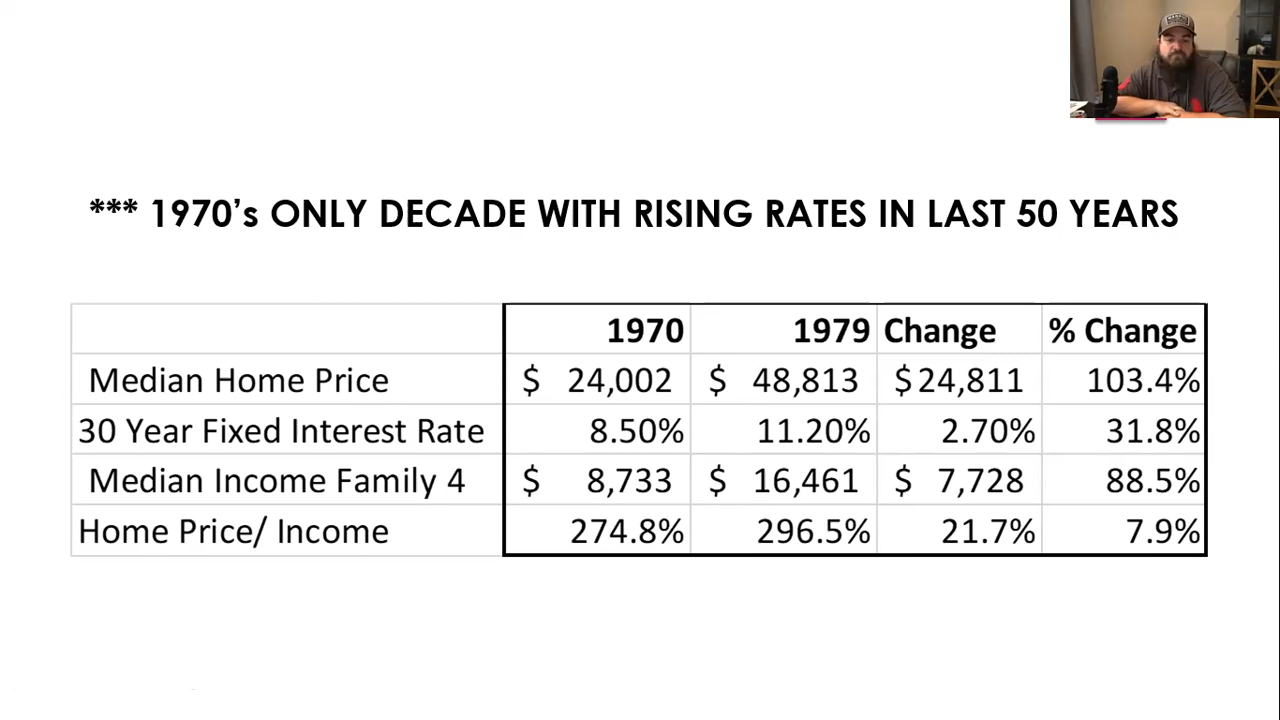 *** 1970’s ONLY DECADE WITH RISING RATES IN LAST 50 YEARS
1970 1979 Change % Change
Median Home Price $ 24,002 $ 48,813 $ 24,811 103.4%
30 Year Fixed Interest Rate 8.50% 11.20% 2.70% 31.8%
Median Income Family 4 $ 8,733 $ 16,461 $ 7,728 88.5%
Home Price/ Income 274.8% 296.5% 21.7% 7.9%